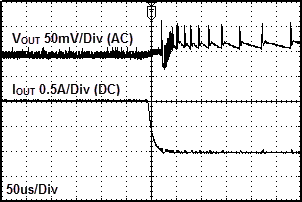 VOUT 50mV/Div (AC)
IOUT 0.5A/Div (DC)
50us/Div